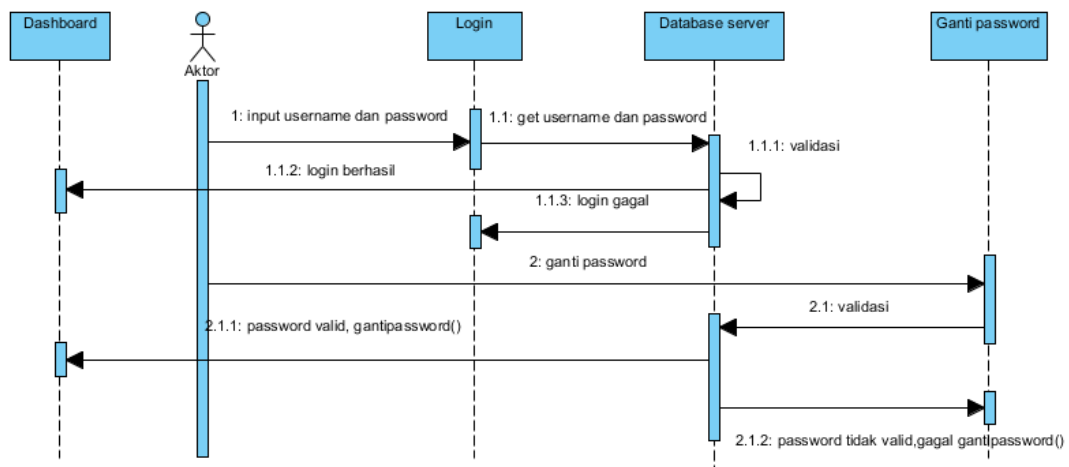 Dashboard
Aktor
Login
Database server
Ganti password
1: input username dan password
1.1: get username dan password
1.1.1: validasi
1.1.2: login berhasil
1.1.3: login gagal
2: ganti password
2.1: validasi
2.1.1: password valid, gantipassword()
2.1.2: password tidak valid,gagal gantipassword()